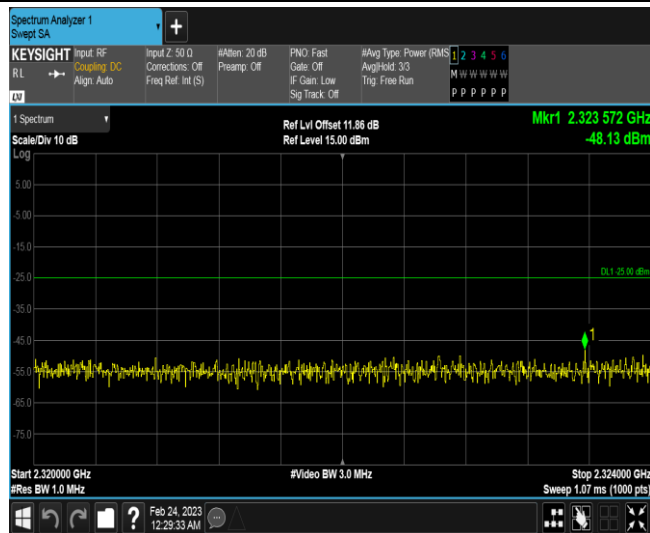 Spectrum Analyzer 1
Swept SA
KEYSIGHT
RL
Input: RF
Coupling: DC
Align: Auto
Input Z: 50 Ω
Corrections: Off
Freq Ref: Int (S)
#Atten: 20 dB
Preamp: Off
PNO: Fast
Gate: Off
IF Gain: Low
Sig Track: Off
#Avg Type: Power (RMS
Avg|Hold: 3/3
Trig: Free Run
1 2 3 4 5 6
M W W W W W
P P P P P P
LXI
1 Spectrum
Scale/Div 10 dB
Log
Ref Lvl Offset 11.86 dB
Ref Level 15.00 dBm
Mkr1 2.323 572 GHz
-48.13 dBm
5.00
-5.00
-15.0
-25.0
DL1 -25.00 dBm
-35.0
-45.0
1
-55.0
-65.0
-75.0
Start 2.320000 GHz
#Res BW 1.0 MHz
#Video BW 3.0 MHz
Stop 2.324000 GHz
Sweep 1.07 ms (1000 pts)
Feb 24, 2023
12:29:33 AM